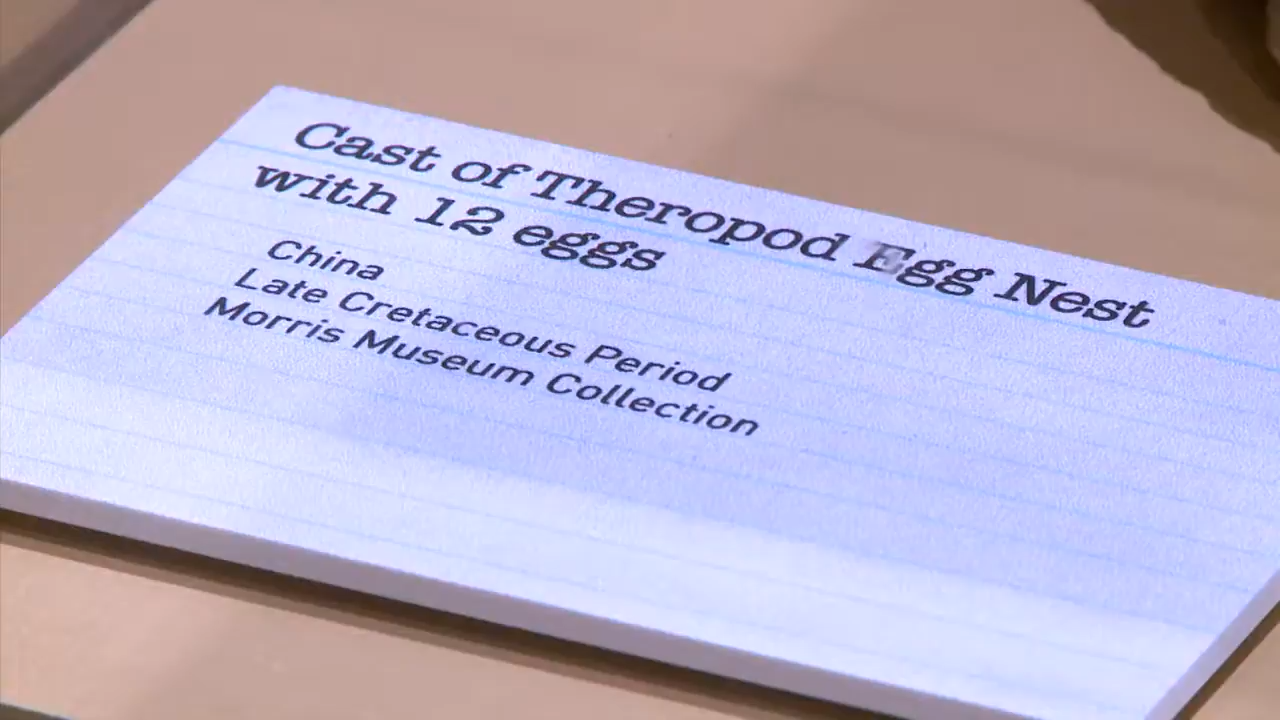 Cast of Theropod Egg Nest
with 12 eggs
China
Late Cretaceous Period
Morris Museum Collection